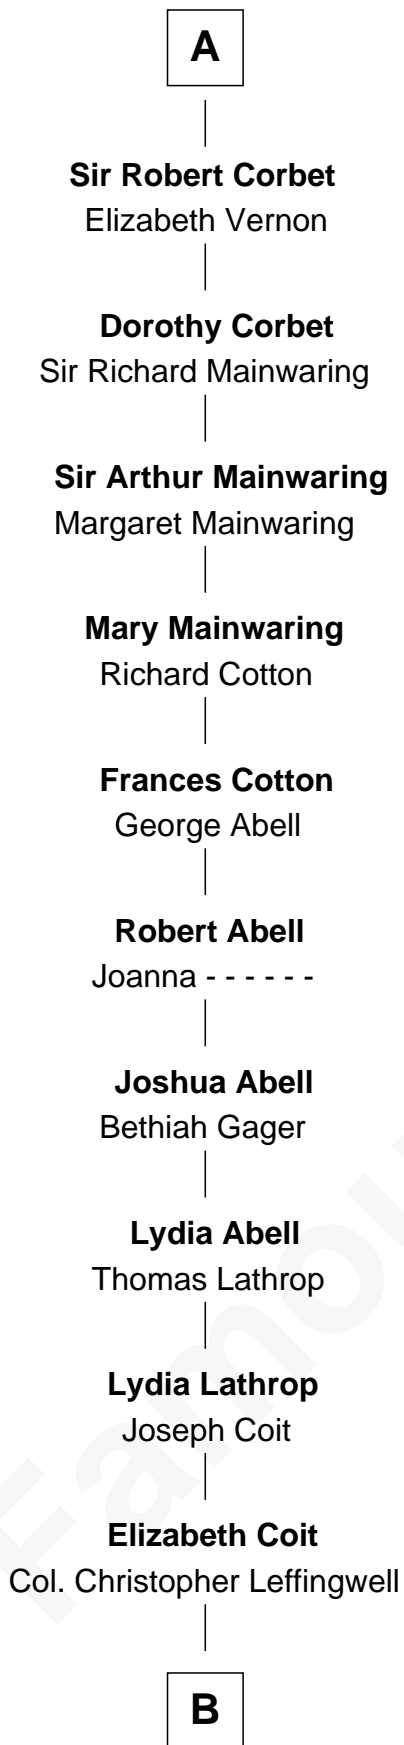 A
Sir Robert Corbet
Elizabeth Vernon
Dorothy Corbet
Sir Richard Mainwaring
Sir Arthur Mainwaring
Margaret Mainwaring
Mary Mainwaring
Richard Cotton
Frances Cotton
George Abell
Robert Abell
Joanna - - - - - -
Joshua Abell
Bethiah Gager
Lydia Abell
Thomas Lathrop
Lydia Lathrop
Joseph Coit
Elizabeth Coit
Col. Christopher Leffingwell
B